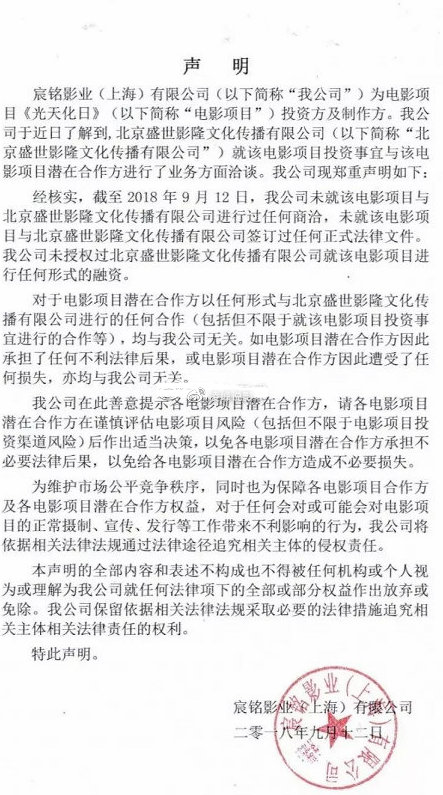 声 明
宸铭影业（上海）有限公司（以下简称“我公司”）为电影项
目《光天化日》（以下简称“电影项目”）投资方及制作方。我公
司于近日了解到,北京盛世影隆文化传播有限公司（以下简称“北
京盛世影隆文化传播有限公司”）就该电影项目投资事宜与该电
影项目潜在合作方进行了业务方面洽谈。我公司现郑重声明如下：
经核实，截至 2018 年 9 月 12 日，我公司未就该电影项目与
北京盛世影隆文化传播有限公司进行过任何商洽，未就该电影项
目与北京盛世影隆文化传播有限公司签订过任何正式法律文件。
我公司未授权过北京盛世影隆文化传播有限公司就该电影项目进
行任何形式的融资。
对于电影项目潜在合作方以任何形式与北京盛世影隆文化传
播有限公司进行的任何合作（包括但不限于就该电影项目投资事
宜进行的合作等），均与我公司无关。如电影项目潜在合作方因此
承担了任何不利法律后果，或电影项目潜在合作方因此遭受了任
何损失，亦均与我公司无关。
我公司在此善意提示各电影项目潜在合作方，请各电影项目
潜在合作方在谨慎评估电影项目风险（包括但不限于电影项目投
资渠道风险）后作出适当决策，以免各电影项目潜在合作方承担不
必要法律后果，以免给各电影项目潜在合作方造成不必要损失。
为维护市场公平竞争秩序，同时也为保障各电影项目合作方
及各电影项目潜在合作方权益，对于任何会对或可能会对电影项
目的正常摄制、宣传、发行等工作带来不利影响的行为，我公司将
依据相关法律法规通过法律途径追究相关主体的侵权责任。
本声明的全部内容和表述不构成也不得被任何机构或个人视
为或理解为我公司就任何法律项下的全部或部分权益作出放弃或
免除。我公司保留依据相关法律法规采取必要的法律措施追究相
关主体相关法律责任的权利。
特此声明。
宸铭影业（上海）有限公司
二零一八年九月十二日
宸铭影业（上海）有限公司